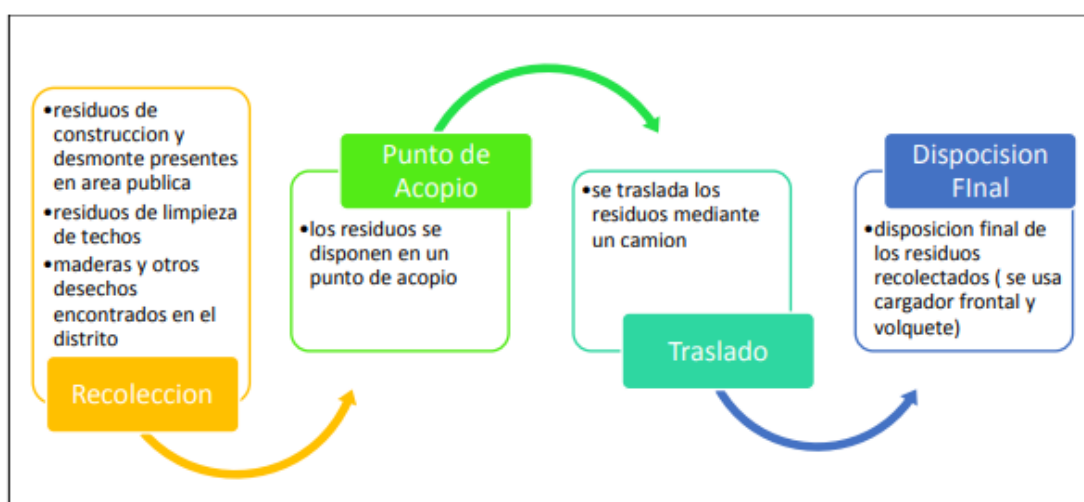 •residuos de
construccion y
desmonte presentes
en area publica
•residuos de limpieza
de techos
•maderas y otros
desechos
encontrados en el
distrito
Recoleccion
Punto de
Acopio
•los residuos se
disponen en un
punto de acopio
•se traslada los
residuos mediante
un camion
Traslado
Dispocision
FInal
•disposicion final de
los residuos
recolectados ( se usa
cargador frontal y
volquete)